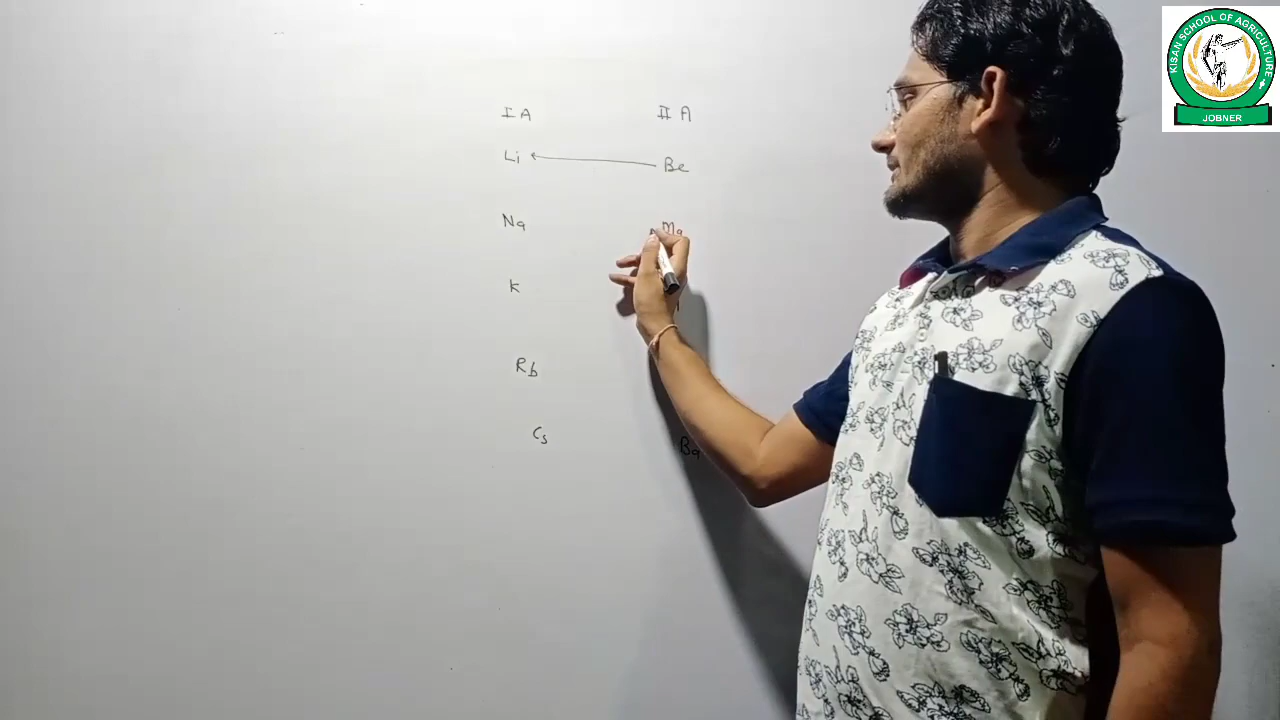 KISAN SCHOOL OF AGRICULTURE
JOBNER
I A II A
Li Be
Na Mg
K
Rb
Cs Ba